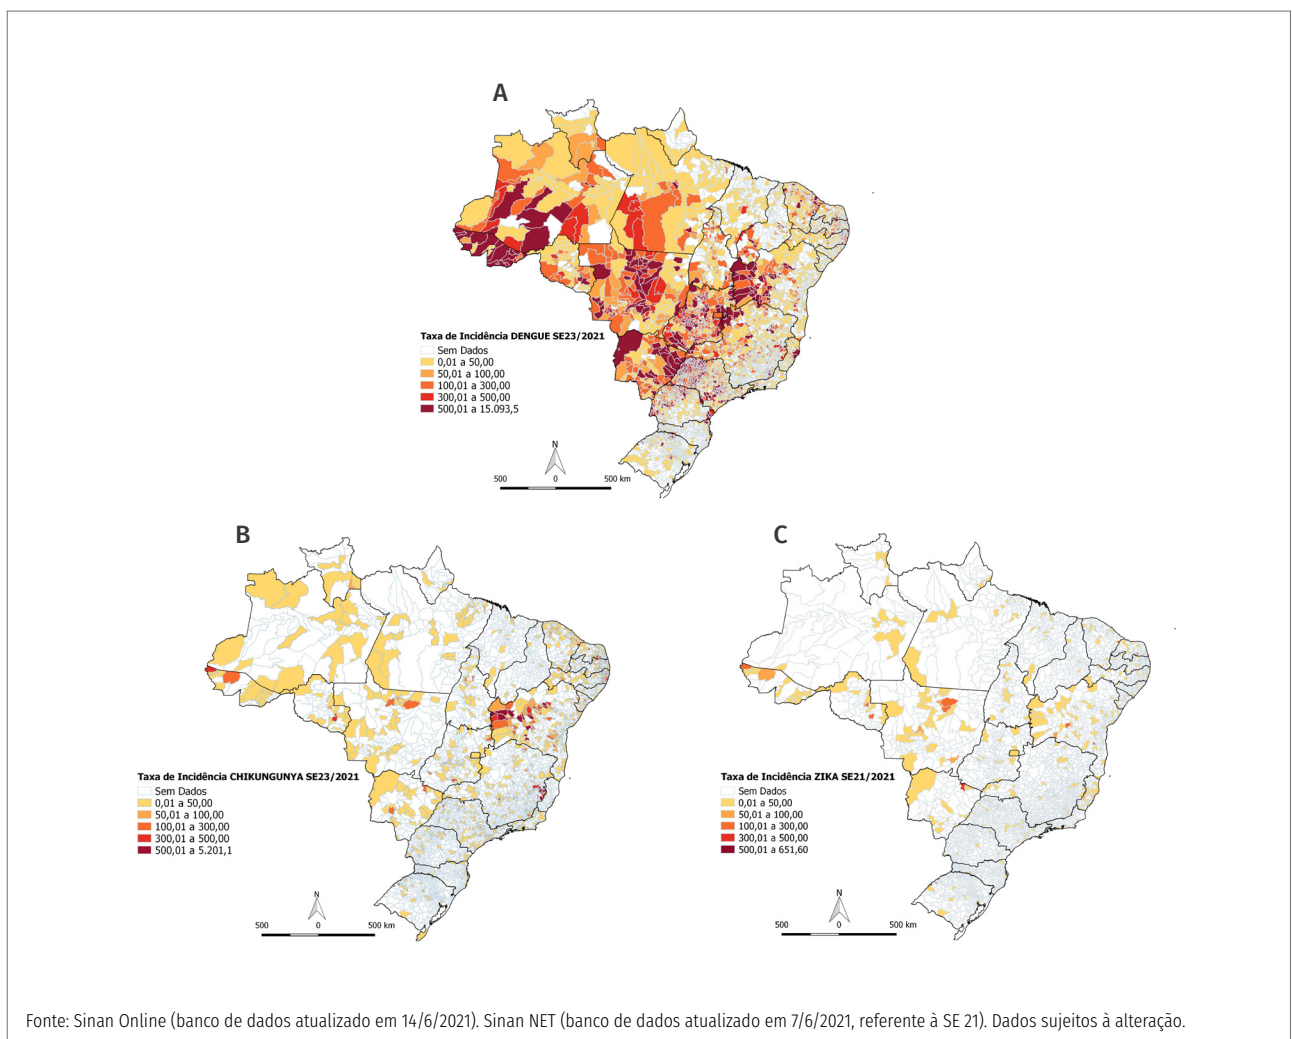 A
Taxa de Incidência DENGUE SE23/2021
Sem Dados
0,01 a 50,00
50,01 a 100,00
100,01 a 300,00
300,01 a 500,00
500,01 a 15.093,5
N
500 0 500 km
B
Taxa de Incidência CHIKUNGUNYA SE23/2021
Sem Dados
0,01 a 50,00
50,01 a 100,00
100,01 a 300,00
300,01 a 500,00
500,01 a 5.201,1
N
500 0 500 km
C
Taxa de Incidência ZIKA SE21/2021
Sem Dados
0,01 a 50,00
50,01 a 100,00
100,01 a 300,00
300,01 a 500,00
500,01 a 651,60
N
500 0 500 km
Fonte: Sinan Online (banco de dados atualizado em 14/6/2021). Sinan NET (banco de dados atualizado em 7/6/2021, referente à SE 21). Dados sujeitos à alteração.